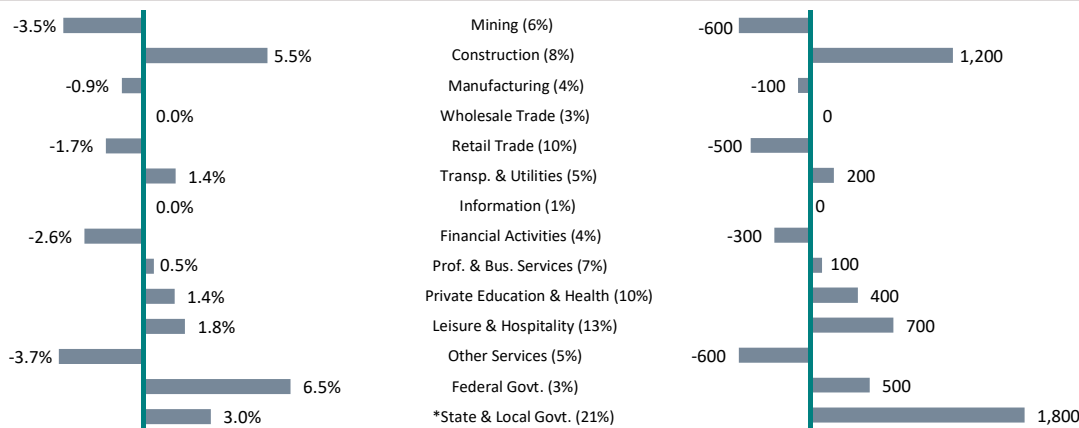 -3.5% Mining (6%) -600
5.5% Construction (8%) 1,200
-0.9% Manufacturing (4%) -100
0.0% Wholesale Trade (3%) 0
-1.7% Retail Trade (10%) -500
1.4% Transp. & Utilities (5%) 200
0.0% Information (1%) 0
-2.6% Financial Activities (4%) -300
0.5% Prof. & Bus. Services (7%) 100
1.4% Private Education & Health (10%) 400
1.8% Leisure & Hospitality (13%) 700
-3.7% Other Services (5%) -600
6.5% Federal Govt. (3%) 500
3.0% *State & Local Govt. (21%) 1,800